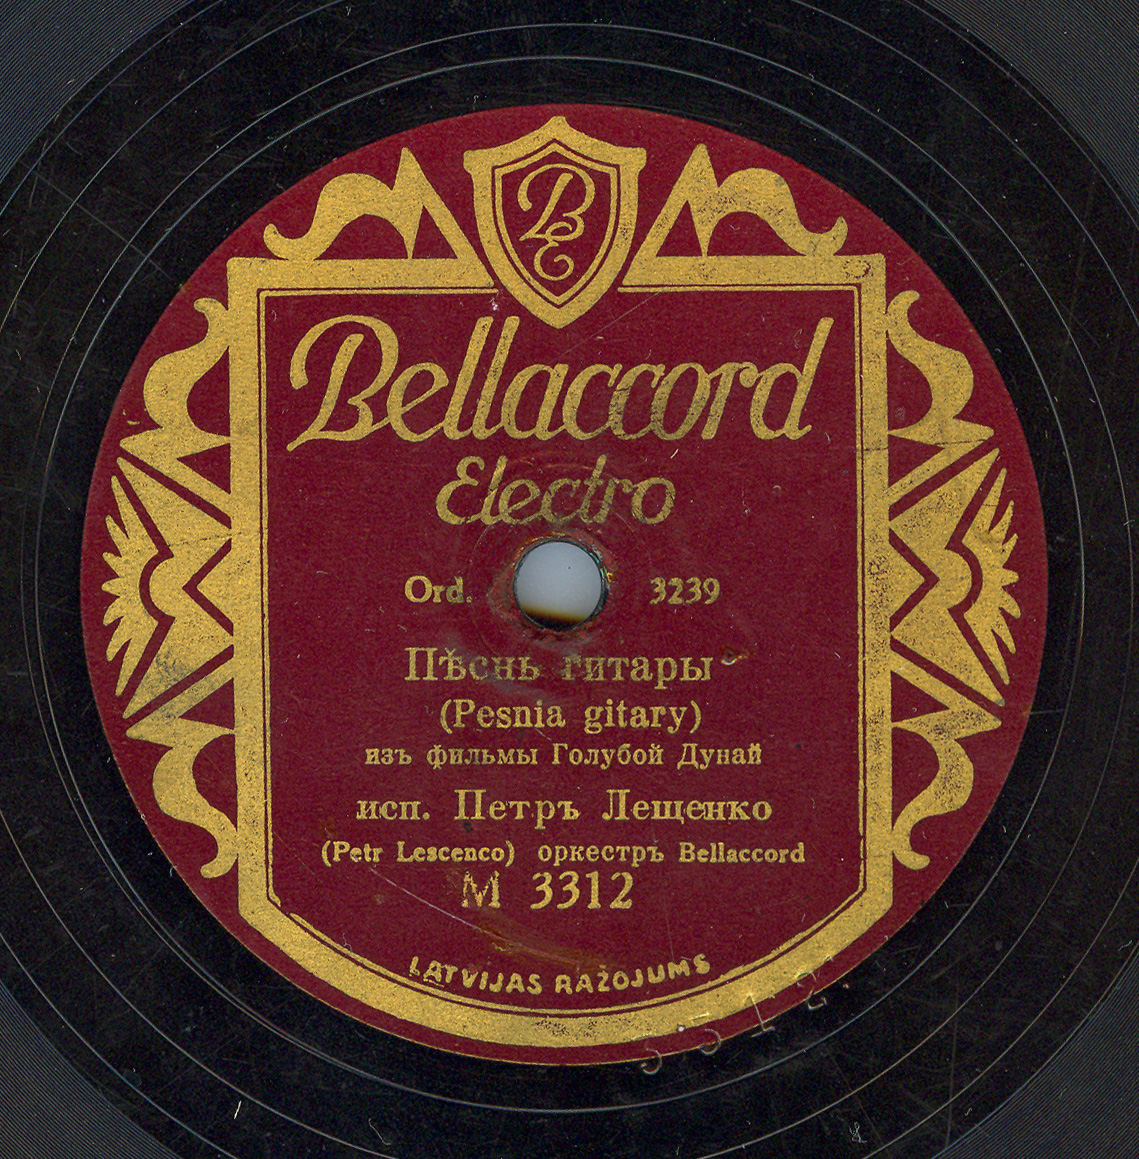 BE
Bellaccord
Electro
Ord. 3239
Пѣснь гитары
(Pesnia gitary)
изъ фильмы Голубой Дунай
исп. Петръ Лещенко
(Petr Lescenco) оркестръ Bellaccord
M 3312
LATVIJAS RAŽOJUMS
3312